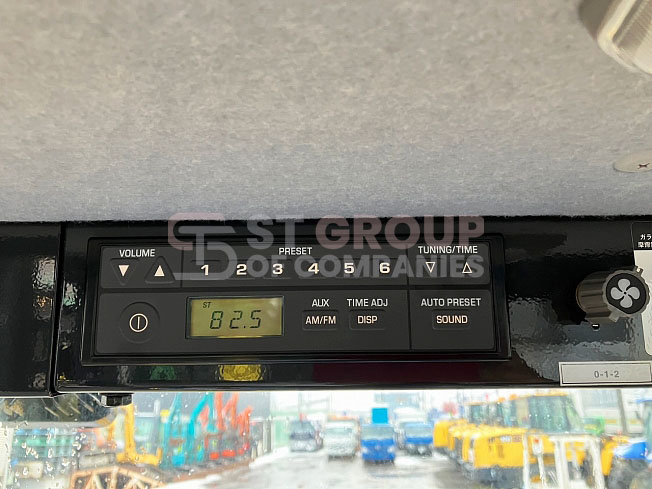 ST GROUP
OF COMPANIES
VOLUME
PRESET
TUNING/TIME
1 2 3 4 5 6
ST
82.5
AUX
AM/FM
TIME ADJ
DISP
AUTO PRESET
SOUND
0-1-2